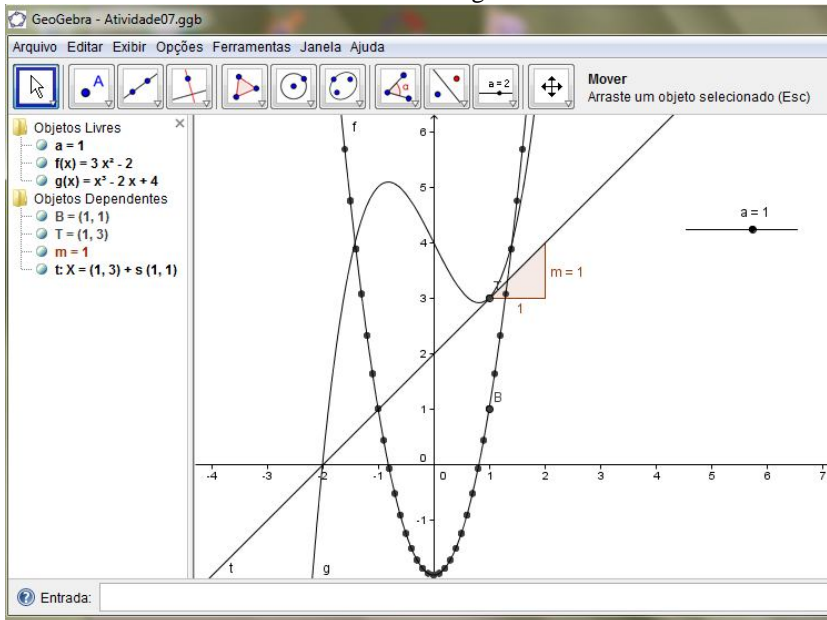 GeoGebra - Atividade07.ggb
Arquivo Editar Exibir Opções Ferramentas Janela Ajuda
A
α
a=2
Mover
Arraste um objeto selecionado (Esc)
Objetos Livres
a = 1
f(x) = 3 x² - 2
g(x) = x³ - 2 x + 4
Objetos Dependentes
B = (1, 1)
T = (1, 3)
m = 1
t: X = (1, 3) + s (1, 1)
f
6
5
a = 1
4
T
m = 1
3
1
2
B
1
0
-4 -3 -2 -1 0 1 2 3 4 5 6 7
-1
t
g
Entrada: